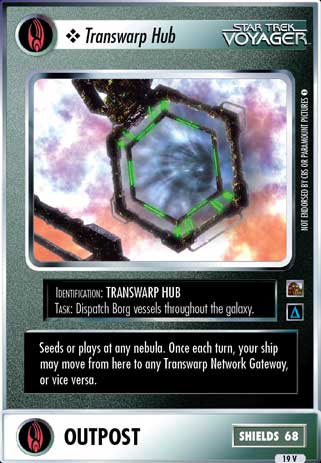 ❖ Transwarp Hub
STAR TREK
VOYAGER
NOT ENDORSED BY CBS OR PARAMOUNT PICTURES
IDENTIFICATION: TRANSWARP HUB
TASK: Dispatch Borg vessels throughout the galaxy.
Δ
Seeds or plays at any nebula. Once each turn, your ship
may move from here to any Transwarp Network Gateway,
or vice versa.
OUTPOST
SHIELDS 68
19 V